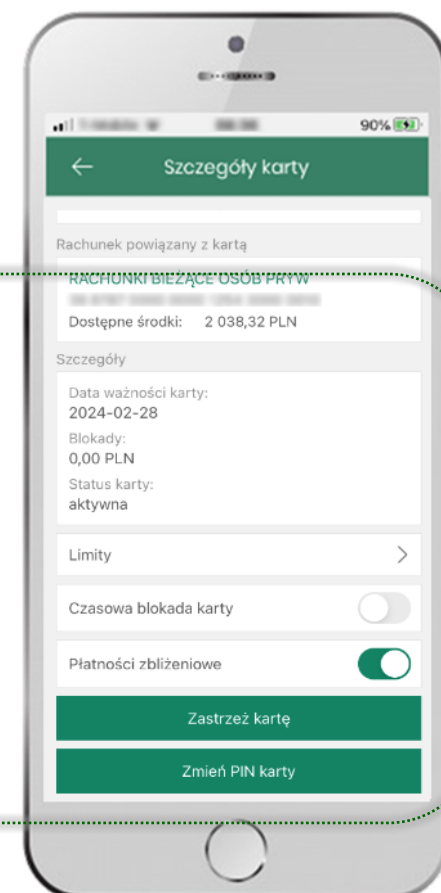 90%
Szczegóły karty
Rachunek powiązany z kartą
RACHUNKI BIEŻĄCE OSÓB PRYW
Dostępne środki: 2 038,32 PLN
Szczegóły
Data ważności karty:
2024-02-28
Blokady:
0,00 PLN
Status karty:
aktywna
Limity
Czasowa blokada karty
Płatności zbliżeniowe
Zastrzeż kartę
Zmień PIN karty